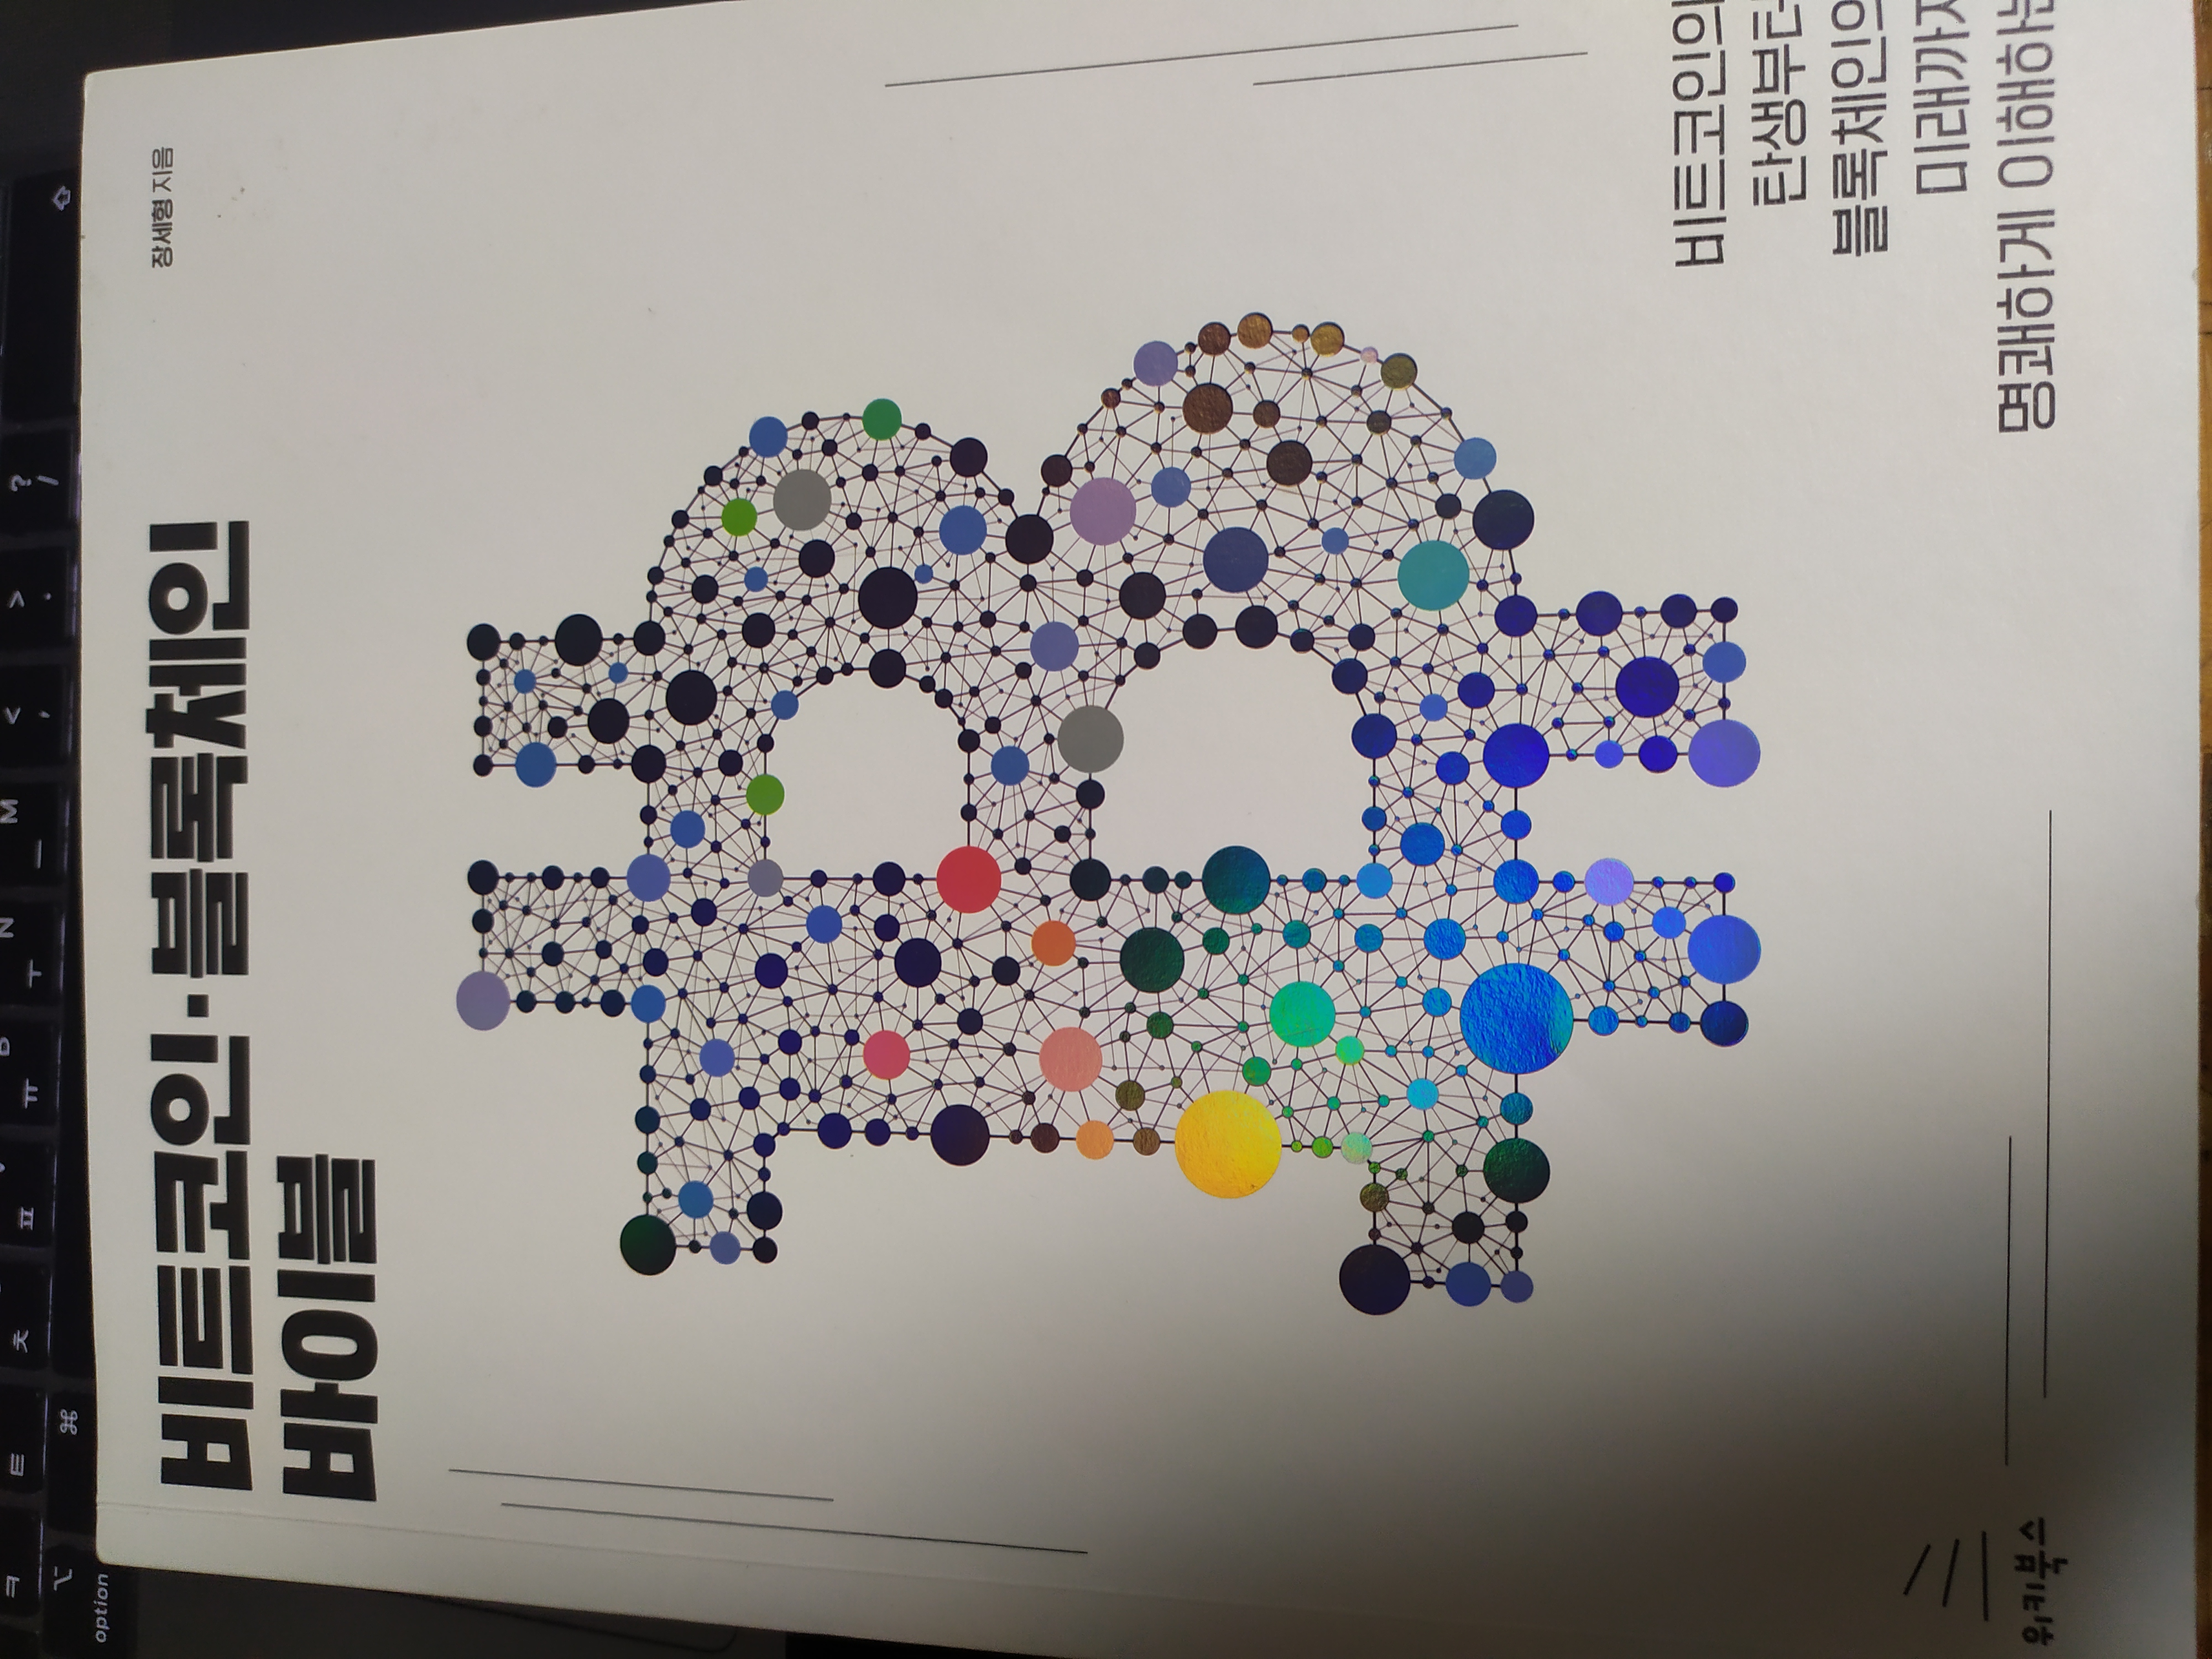 ㅋ ㅌ ㅊ ㅍ ㅠ N ㅜ M ㅡ < , > . ? /
⌥ ⌘
option
비트코인·블록체인
바이블
장세형 지음
비트코인의
탄생부터
블록체인의
미래까지
명쾌하게 이해하는
위키북스